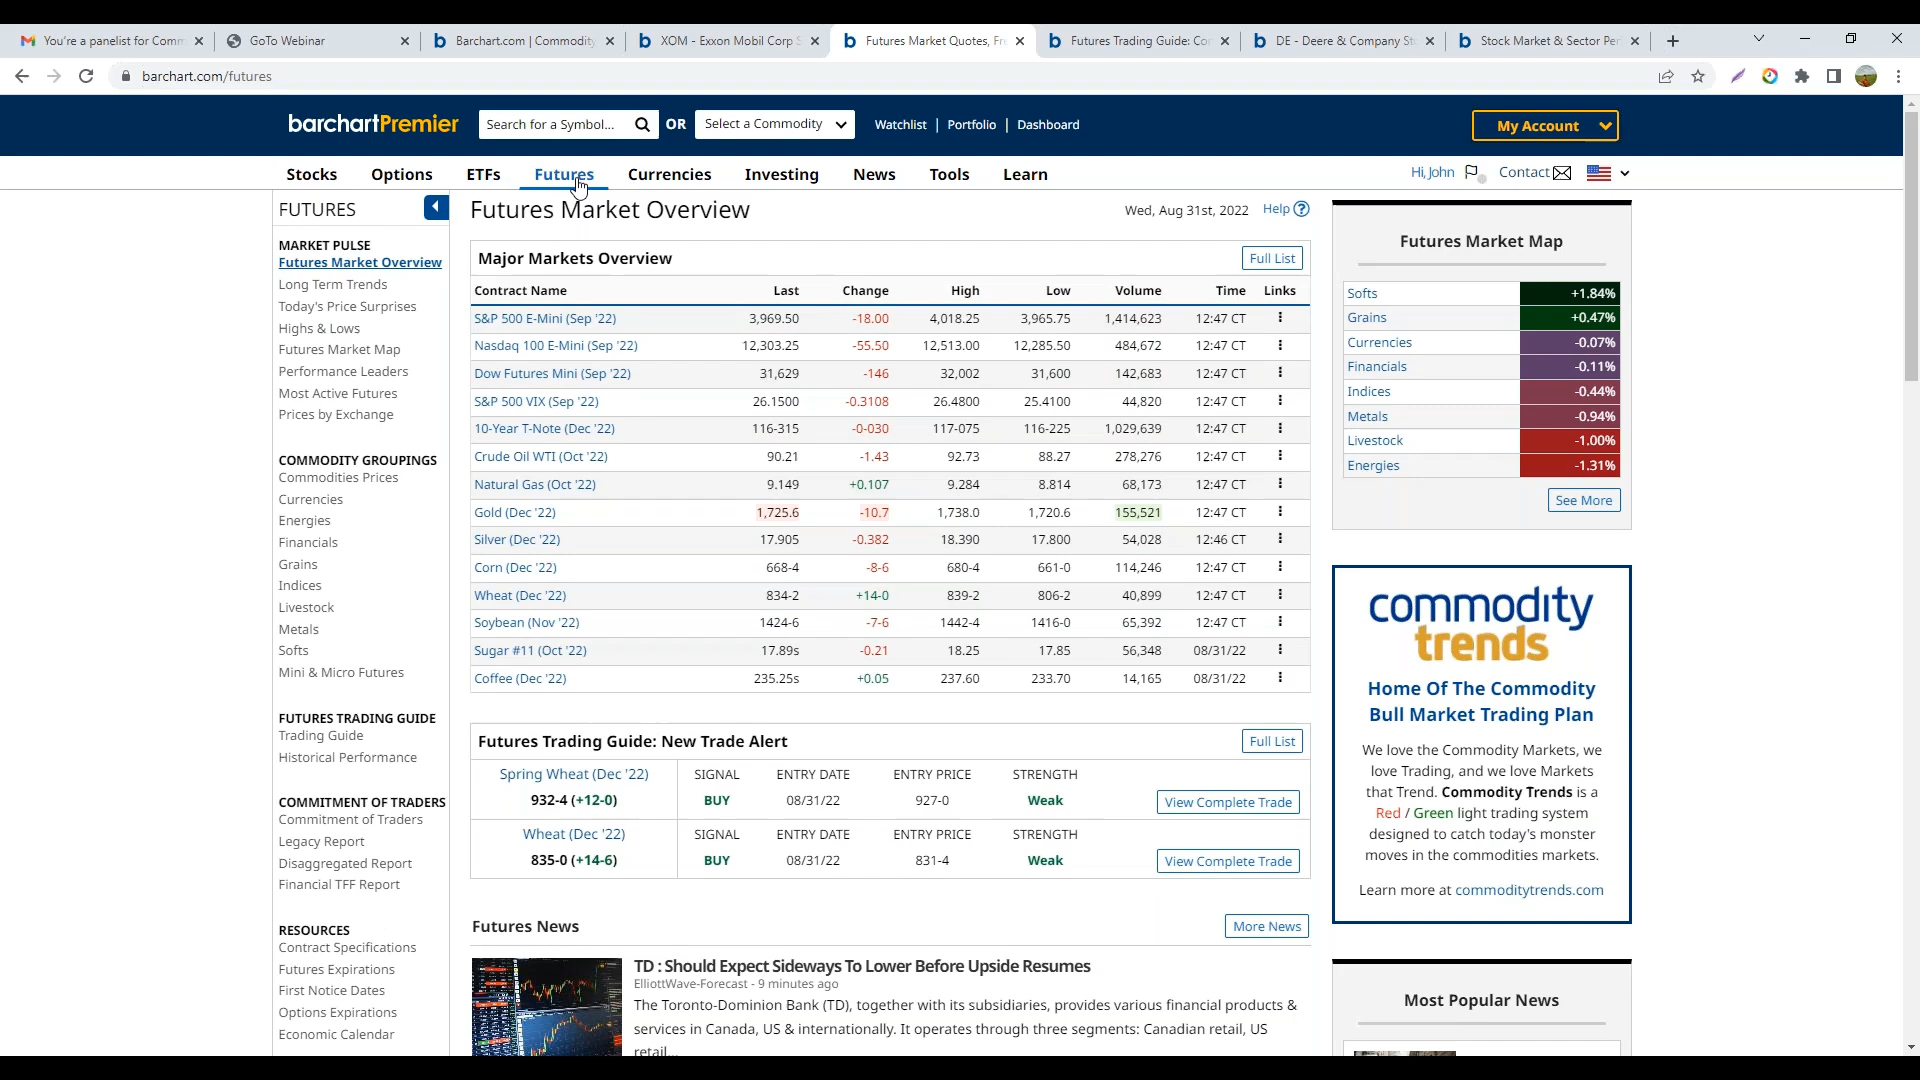 You're a panelist for Comm
GoTo Webinar
Barchart.com | Commodity
XOM - Exxon Mobil Corp S
Futures Market Quotes, Fr
Futures Trading Guide: Co
DE - Deere & Company St
Stock Market & Sector Per
barchart.com/futures
barchartPremier
Search for a Symbol...
OR
Select a Commodity
Watchlist | Portfolio | Dashboard
My Account
Stocks Options ETFs Futures Currencies Investing News Tools Learn
Hi, John
Contact
FUTURES
MARKET PULSE
Futures Market Overview
Long Term Trends
Today's Price Surprises
Highs & Lows
Futures Market Map
Performance Leaders
Most Active Futures
Prices by Exchange
COMMODITY GROUPINGS
Commodities Prices
Currencies
Energies
Financials
Grains
Indices
Livestock
Metals
Softs
Mini & Micro Futures
FUTURES TRADING GUIDE
Trading Guide
Historical Performance
COMMITMENT OF TRADERS
Commitment of Traders
Legacy Report
Disaggregated Report
Financial TFF Report
RESOURCES
Contract Specifications
Futures Expirations
First Notice Dates
Options Expirations
Economic Calendar
Futures Market Overview
Wed, Aug 31st, 2022 Help ?
Major Markets Overview
Full List
Contract Name Last Change High Low Volume Time Links
S&P 500 E-Mini (Sep '22) 3,969.50 -18.00 4,018.25 3,965.75 1,414,623 12:47 CT
Nasdaq 100 E-Mini (Sep '22) 12,303.25 -55.50 12,513.00 12,285.50 484,672 12:47 CT
Dow Futures Mini (Sep '22) 31,629 -146 32,002 31,600 142,683 12:47 CT
S&P 500 VIX (Sep '22) 26.1500 -0.3108 26.4800 25.4100 44,820 12:47 CT
10-Year T-Note (Dec '22) 116-315 -0-030 117-075 116-225 1,029,639 12:47 CT
Crude Oil WTI (Oct '22) 90.21 -1.43 92.73 88.27 278,276 12:47 CT
Natural Gas (Oct '22) 9.149 +0.107 9.284 8.814 68,173 12:47 CT
Gold (Dec '22) 1,725.6 -10.7 1,738.0 1,720.6 155,521 12:47 CT
Silver (Dec '22) 17.905 -0.382 18.390 17.800 54,028 12:46 CT
Corn (Dec '22) 668-4 -8-6 680-4 661-0 114,246 12:47 CT
Wheat (Dec '22) 834-2 +14-0 839-2 806-2 40,899 12:47 CT
Soybean (Nov '22) 1424-6 -7-6 1442-4 1416-0 65,392 12:47 CT
Sugar #11 (Oct '22) 17.89s -0.21 18.25 17.85 56,348 08/31/22
Coffee (Dec '22) 235.25s +0.05 237.60 233.70 14,165 08/31/22
Futures Trading Guide: New Trade Alert
Full List
Spring Wheat (Dec '22) SIGNAL ENTRY DATE ENTRY PRICE STRENGTH
932-4 (+12-0) BUY 08/31/22 927-0 Weak View Complete Trade
Wheat (Dec '22) SIGNAL ENTRY DATE ENTRY PRICE STRENGTH
835-0 (+14-6) BUY 08/31/22 831-4 Weak View Complete Trade
Futures News
More News
TD : Should Expect Sideways To Lower Before Upside Resumes
ElliottWave-Forecast - 9 minutes ago
The Toronto-Dominion Bank (TD), together with its subsidiaries, provides various financial products &
services in Canada, US & internationally. It operates through three segments: Canadian retail, US
retail...
Futures Market Map
Softs +1.84%
Grains +0.47%
Currencies -0.07%
Financials -0.11%
Indices -0.44%
Metals -0.94%
Livestock -1.00%
Energies -1.31%
See More
commodity
trends
Home Of The Commodity
Bull Market Trading Plan
We love the Commodity Markets, we
love Trading, and we love Markets
that Trend. Commodity Trends is a
Red / Green light trading system
designed to catch today's monster
moves in the commodities markets.
Learn more at commoditytrends.com
Most Popular News